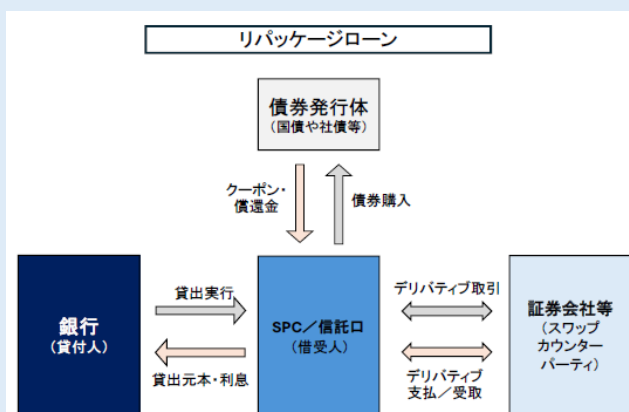 リパッケージローン
債券発行体
（国債や社債等）
クーポン・
償還金
債券購入
銀行
（貸付人）
貸出実行
貸出元本・利息
SPC／信託口
（借受人）
デリバティブ取引
デリバティブ
支払／受取
証券会社等
（スワップ
カウンター
パーティ）